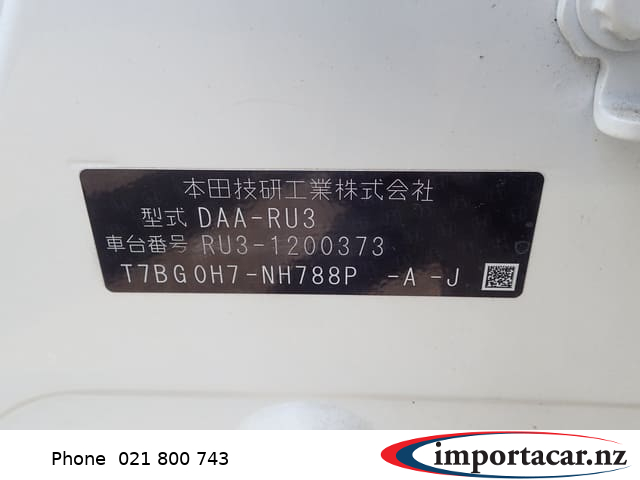 本田技研工業株式会社
型式 DAA-RU3
車台番号 RU3-1200373
T7BG0H7-NH788P -A -J
Phone 021 800 743
importacar.nz